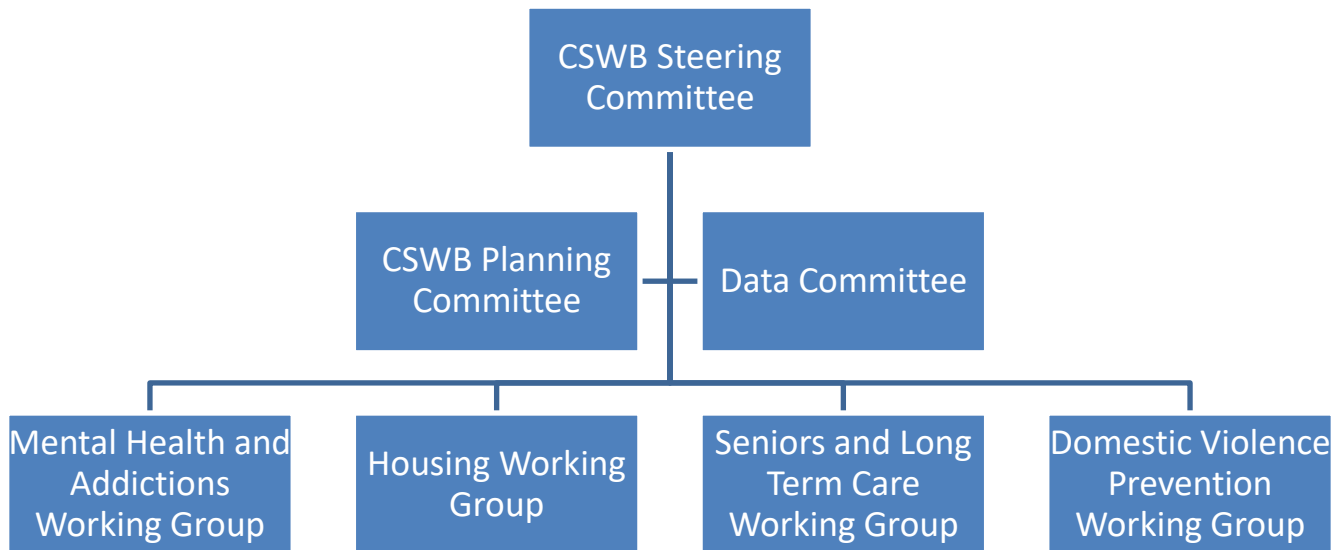 CSWB Steering
Committee
CSWB Planning
Committee
Data Committee
Mental Health and
Addictions
Working Group
Housing Working
Group
Seniors and Long
Term Care
Working Group
Domestic Violence
Prevention
Working Group